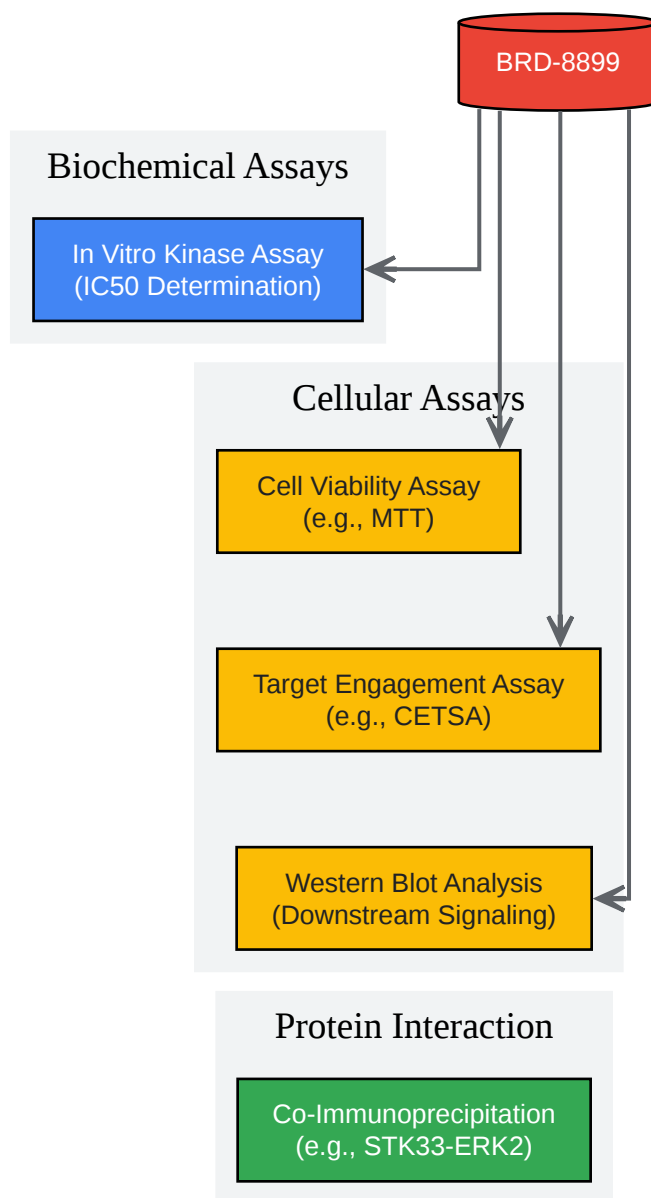 BRD-8899
Biochemical Assays
In Vitro Kinase Assay
(IC50 Determination)
Cellular Assays
Cell Viability Assay
(e.g., MTT)
Target Engagement Assay
(e.g., CETSA)
Western Blot Analysis
(Downstream Signaling)
Protein Interaction
Co-Immunoprecipitation
(e.g., STK33-ERK2)